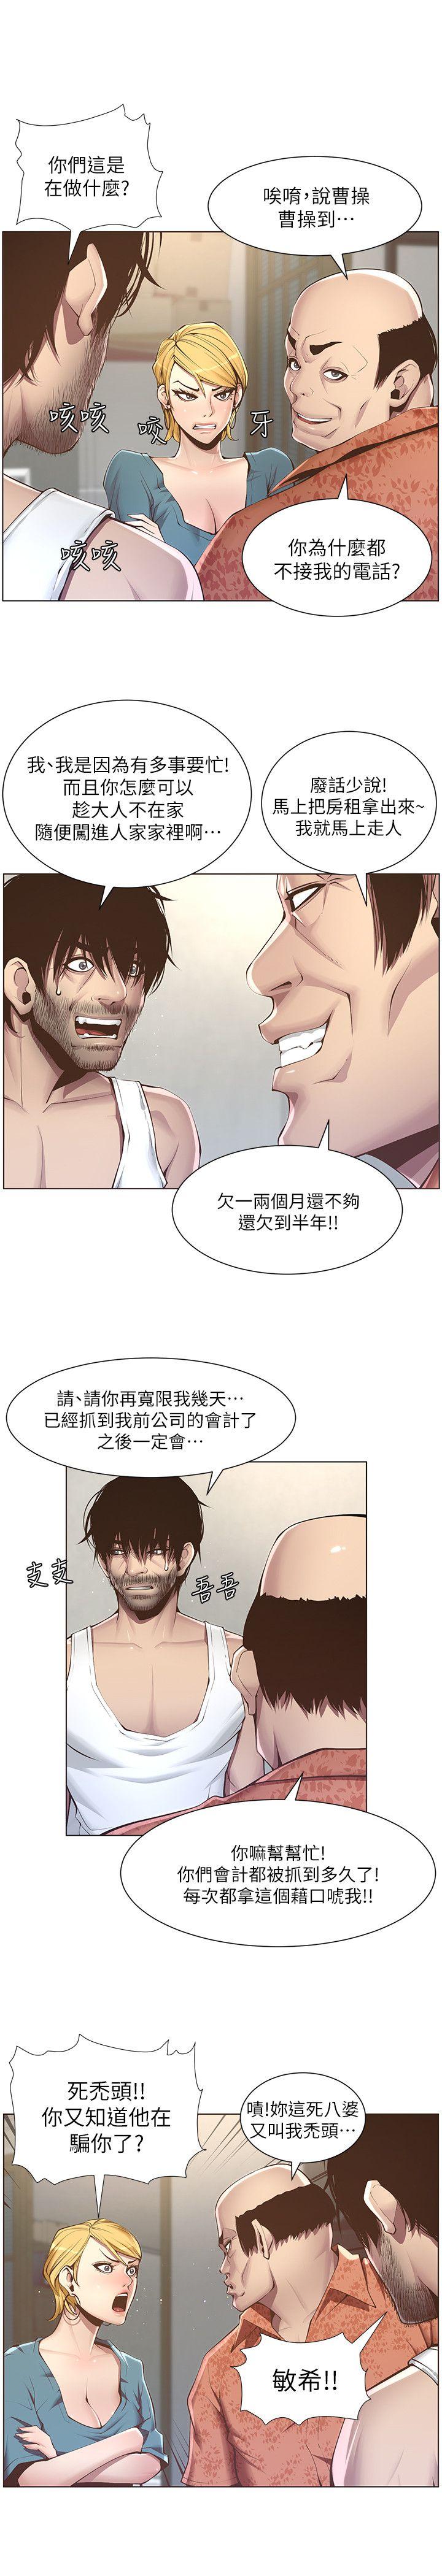 你們這是
在做什麼?
唉唷,說曹操
曹操到…
咳咳
咬
牙
咳咳
你為什麼都
不接我的電話?
我、我是因為有多事要忙!
而且你怎麼可以
趁大人不在家
隨便闖進人家家裡啊…
廢話少說!
馬上把房租拿出來~
我就馬上走人
欠一兩個月還不夠
還欠到半年!!
請、請你再寬限我幾天…
已經抓到我前公司的會計了
之後一定會…
支支
吾吾
你嘛幫幫忙!
你們會計都被抓到多久了!
每次都拿這個藉口唬我!!
死禿頭!!
你又知道他在
騙你了?
嘖!妳這死八婆
又叫我禿頭…
敏希!!